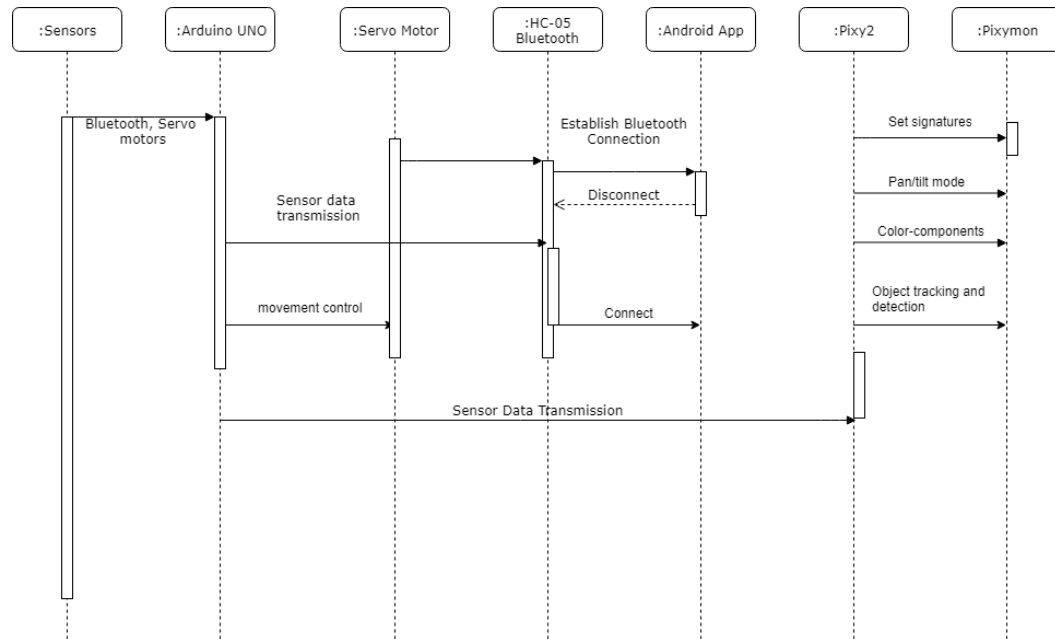 :Sensors
:Arduino UNO
:Servo Motor
:HC-05
Bluetooth
:Android App
:Pixy2
:Pixymon
Bluetooth, Servo
motors
Establish Bluetooth
Connection
Set signatures
Disconnect
Pan/tilt mode
Sensor data
transmission
Color-components
movement control
Connect
Object tracking and
detection
Sensor Data Transmission